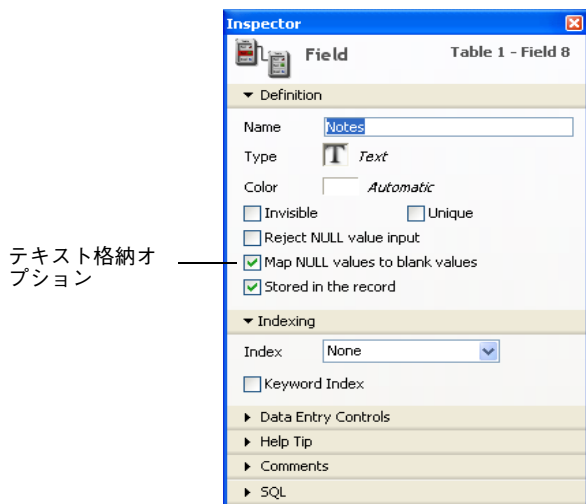 Inspector
Field
Table 1 - Field 8
Definition
Name
Notes
Type
T
Text
Color
Automatic
Invisible
Unique
Reject NULL value input
テキスト格納オ
プション
Map NULL values to blank values
Stored in the record
Indexing
Index
None
Keyword Index
Data Entry Controls
Help Tip
Comments
SQL